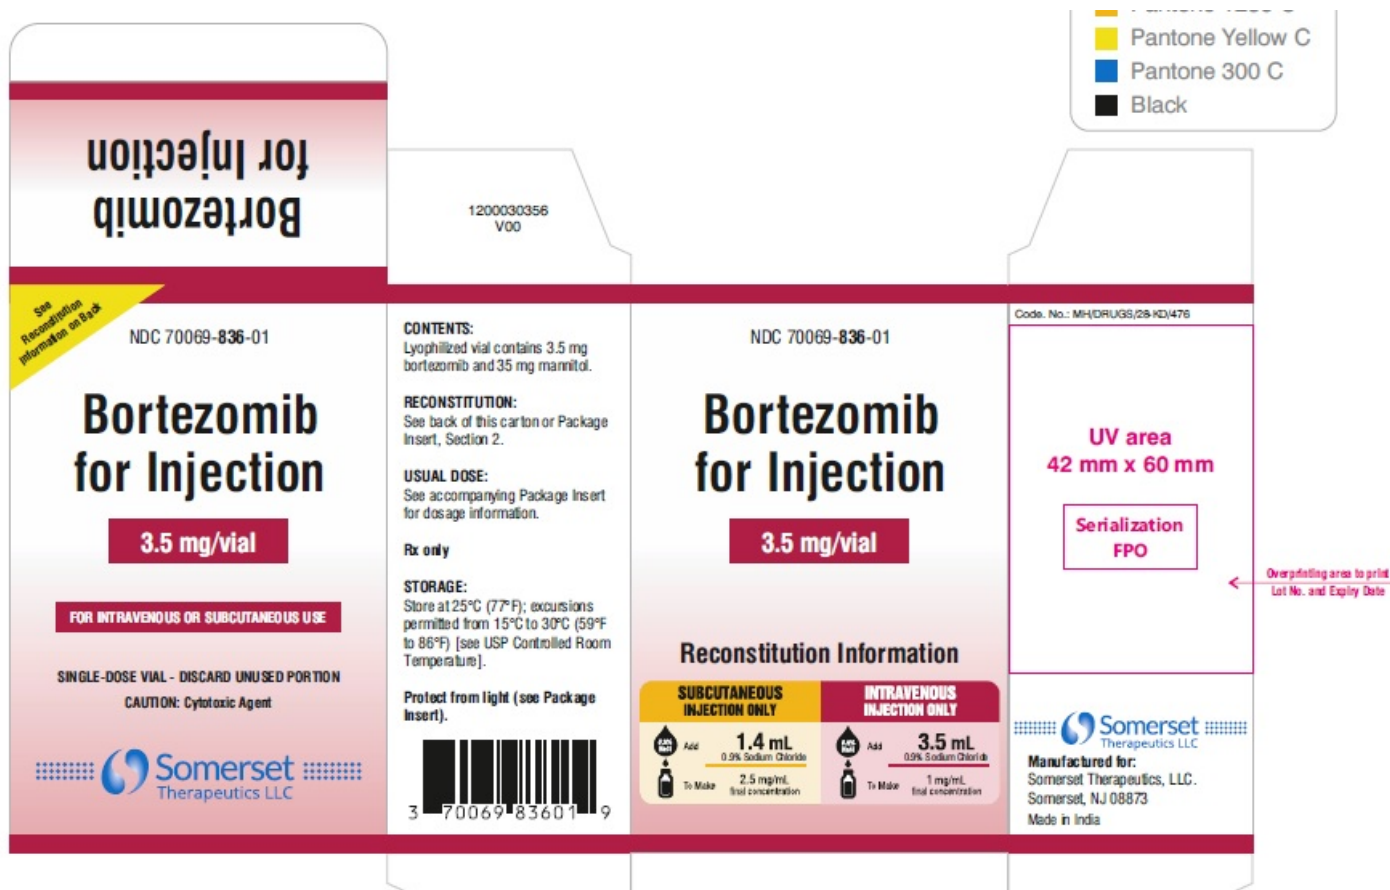 Pantone Yellow C
Pantone 300 C
Black
Bortezomib
for Injection
1200030356
V00
See
Reconstitution
Information on Back
NDC 70069-836-01
Bortezomib
for Injection
3.5 mg/vial
FOR INTRAVENOUS OR SUBCUTANEOUS USE
SINGLE-DOSE VIAL - DISCARD UNUSED PORTION
CAUTION: Cytotoxic Agent
Somerset
Therapeutics LLC
CONTENTS:
Lyophilized vial contains 3.5 mg
bortezomib and 35 mg mannitol.
RECONSTITUTION:
See back of this carton or Package
Insert, Section 2.
USUAL DOSE:
See accompanying Package Insert
for dosage information.
Rx only
STORAGE:
Store at 25°C (77°F); excursions
permitted from 15°C to 30°C (59°F
to 86°F) [see USP Controlled Room
Temperature].
Protect from light (see Package
Insert).
3 70069 83601 9
NDC 70069-836-01
Bortezomib
for Injection
3.5 mg/vial
Reconstitution Information
SUBCUTANEOUS
INJECTION ONLY
Add 1.4 mL
0.9% Sodium Chloride
To Make 2.5 mg/mL
final concentration
INTRAVENOUS
INJECTION ONLY
Add 3.5 mL
0.9% Sodium Chloride
To Make 1 mg/mL
final concentration
Code. No.: MH/DRUGS/28-KD/476
UV area
42 mm x 60 mm
Serialization
FPO
Overprinting area to print
Lot No. and Expiry Date
Somerset
Therapeutics LLC
Manufactured for:
Somerset Therapeutics, LLC.
Somerset, NJ 08873
Made in India